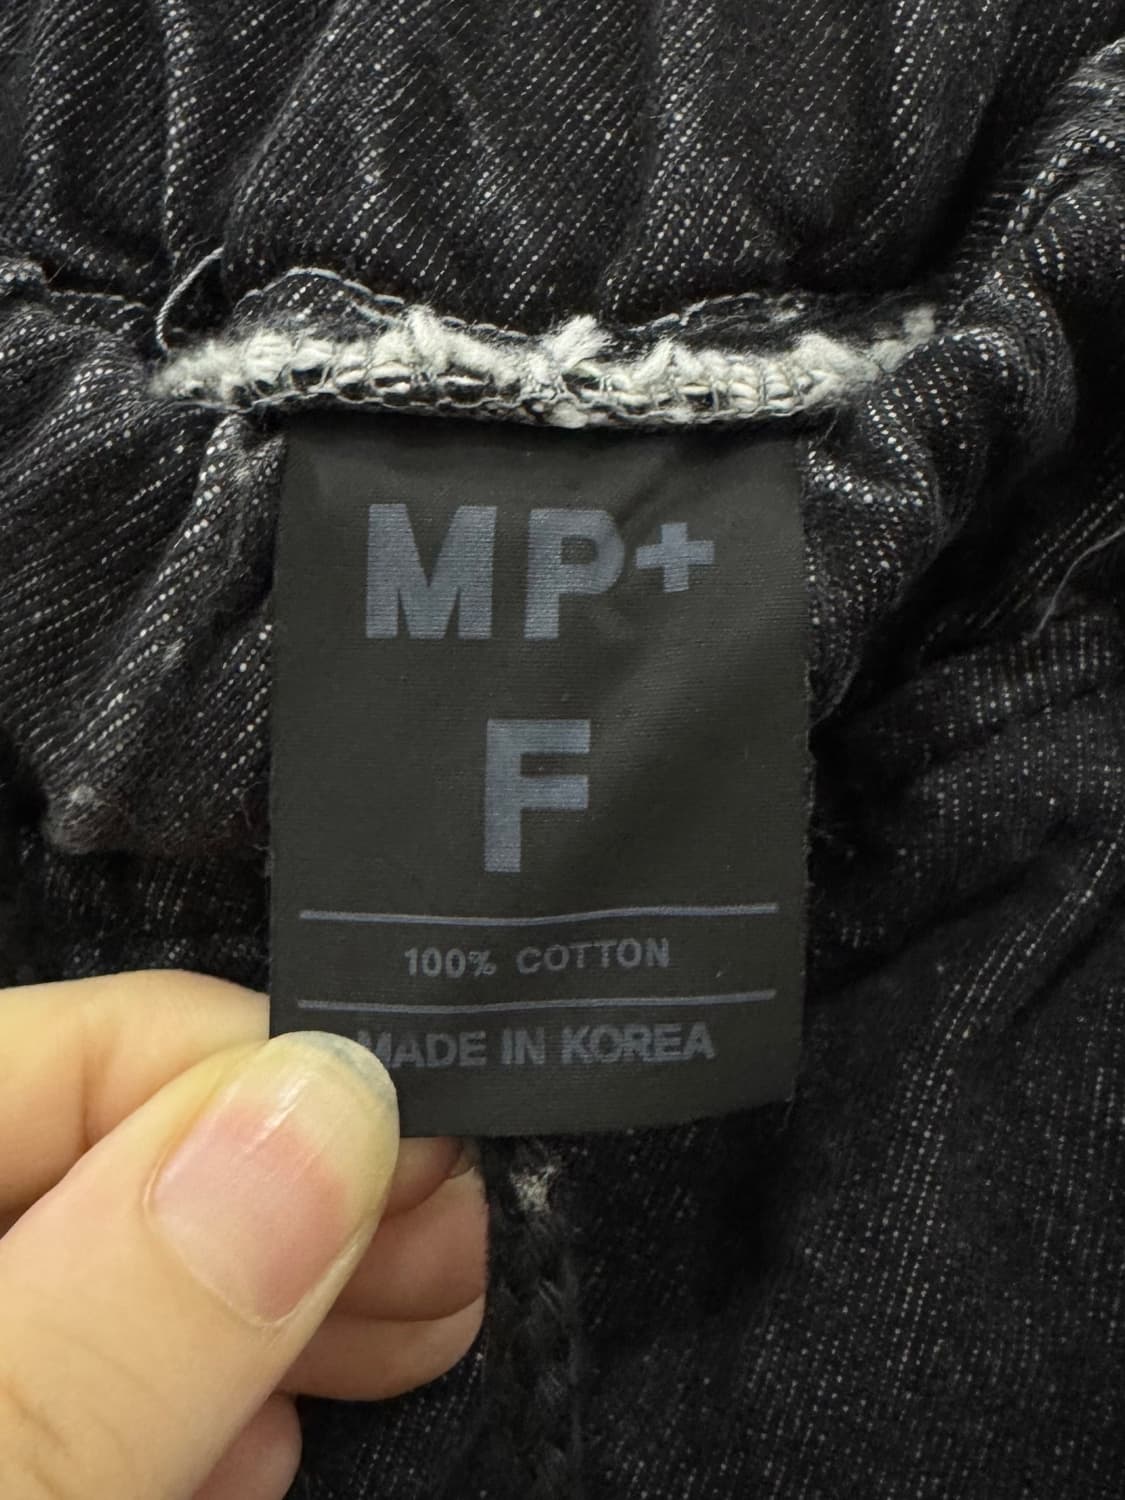 MP+
F
100% COTTON
MADE IN KOREA